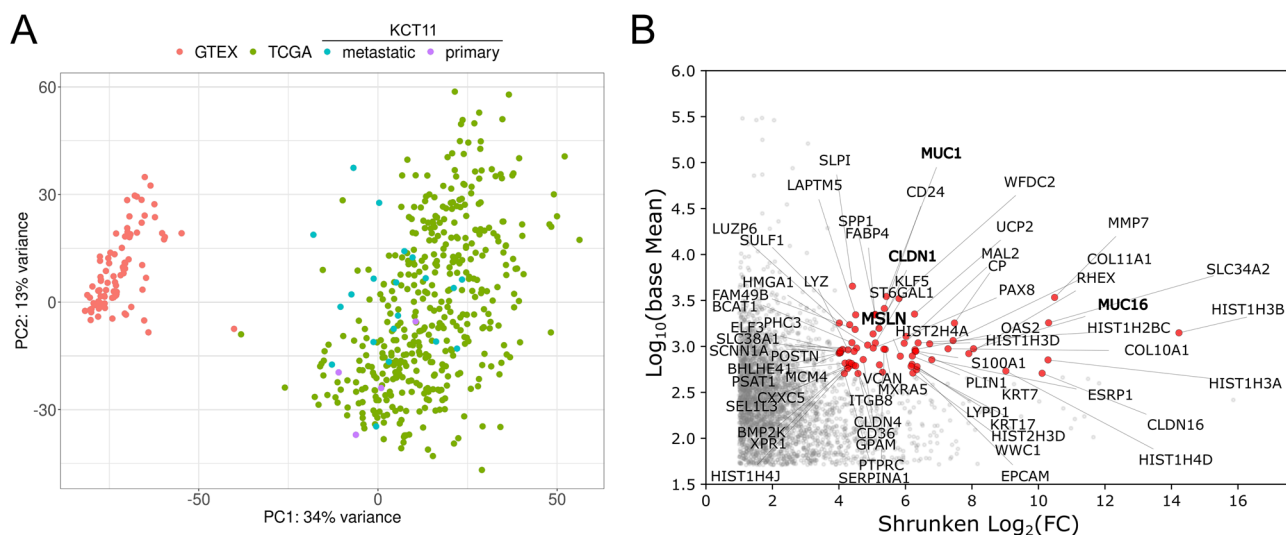 A
KCT11
GTEX TCGA metastatic primary
60
30
0
-30
-50 0 50
PC1: 34% variance
PC2: 13% variance
B
6.0
5.5
5.0
4.5
4.0
3.5
3.0
2.5
2.0
1.5
0 2 4 6 8 10 12 14 16
Shrunken Log2(FC)
Log10(base Mean)
SLPI
MUC1
LAPTM5
CD24
WFDC2
SPP1
FABP4
LUZP6
SULF1
UCP2
MMP7
CLDN1
MAL2
CP
COL11A1
RHEX
SLC34A2
HMGA1
LYZ
KLF5
ST6GAL1
PAX8
FAM49B
BCAT1
MUC16
HIST1H3B
ELF3
PHC3
MSLN
HIST2H4A
OAS2
HIST1H2BC
SLC38A1
HIST1H3D
COL10A1
SCNN1A
POSTN
S100A1
BHLHE41
MCM4
VCAN
MXRA5
PLIN1
KRT7
ESRP1
HIST1H3A
PSAT1
CXXC5
ITGB8
SEL1L3
LYPD1
KRT17
CLDN16
BMP2K
XPR1
CLDN4
CD36
GPAM
HIST2H3D
WWC1
HIST1H4D
HIST1H4J
PTPRC
SERPINA1
EPCAM